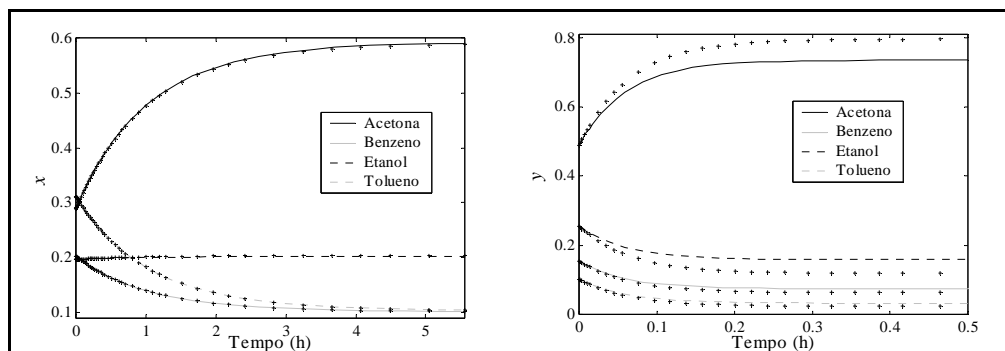 0.6
0.5
0.4
0.3
0.2
0.1
x
Acetona
Benzeno
Etanol
Tolueno
0 1 2 3 4 5
Tempo (h)
0.8
0.6
0.4
0.2
0
y
Acetona
Benzeno
Etanol
Tolueno
0 0.1 0.2 0.3 0.4 0.5
Tempo (h)